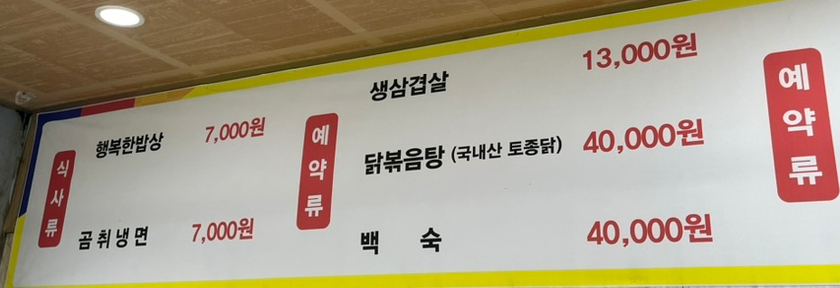 식사류
행복한밥상 7,000원
곰취냉면 7,000원
예약류
생삼겹살 13,000원
닭볶음탕 (국내산 토종닭) 40,000원
백 숙 40,000원
예약류